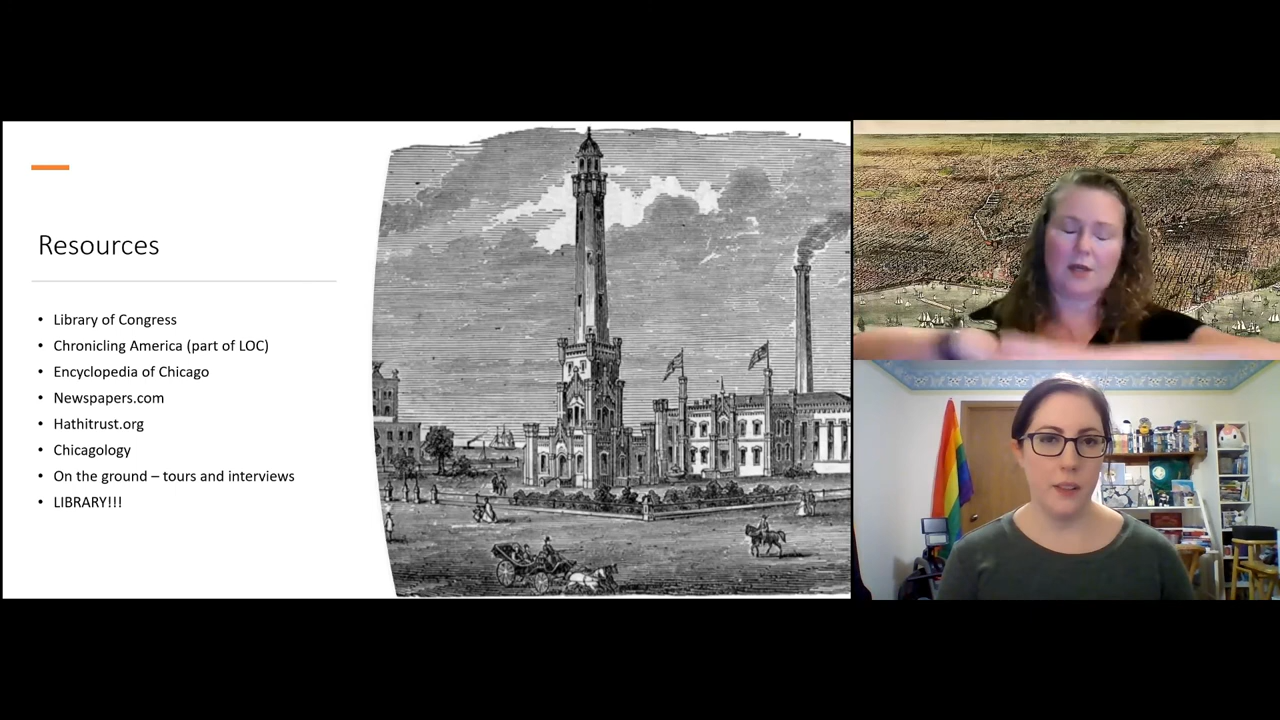 Resources
• Library of Congress
• Chronicling America (part of LOC)
• Encyclopedia of Chicago
• Newspapers.com
• Hathitrust.org
• Chicagology
• On the ground – tours and interviews
• LIBRARY!!!